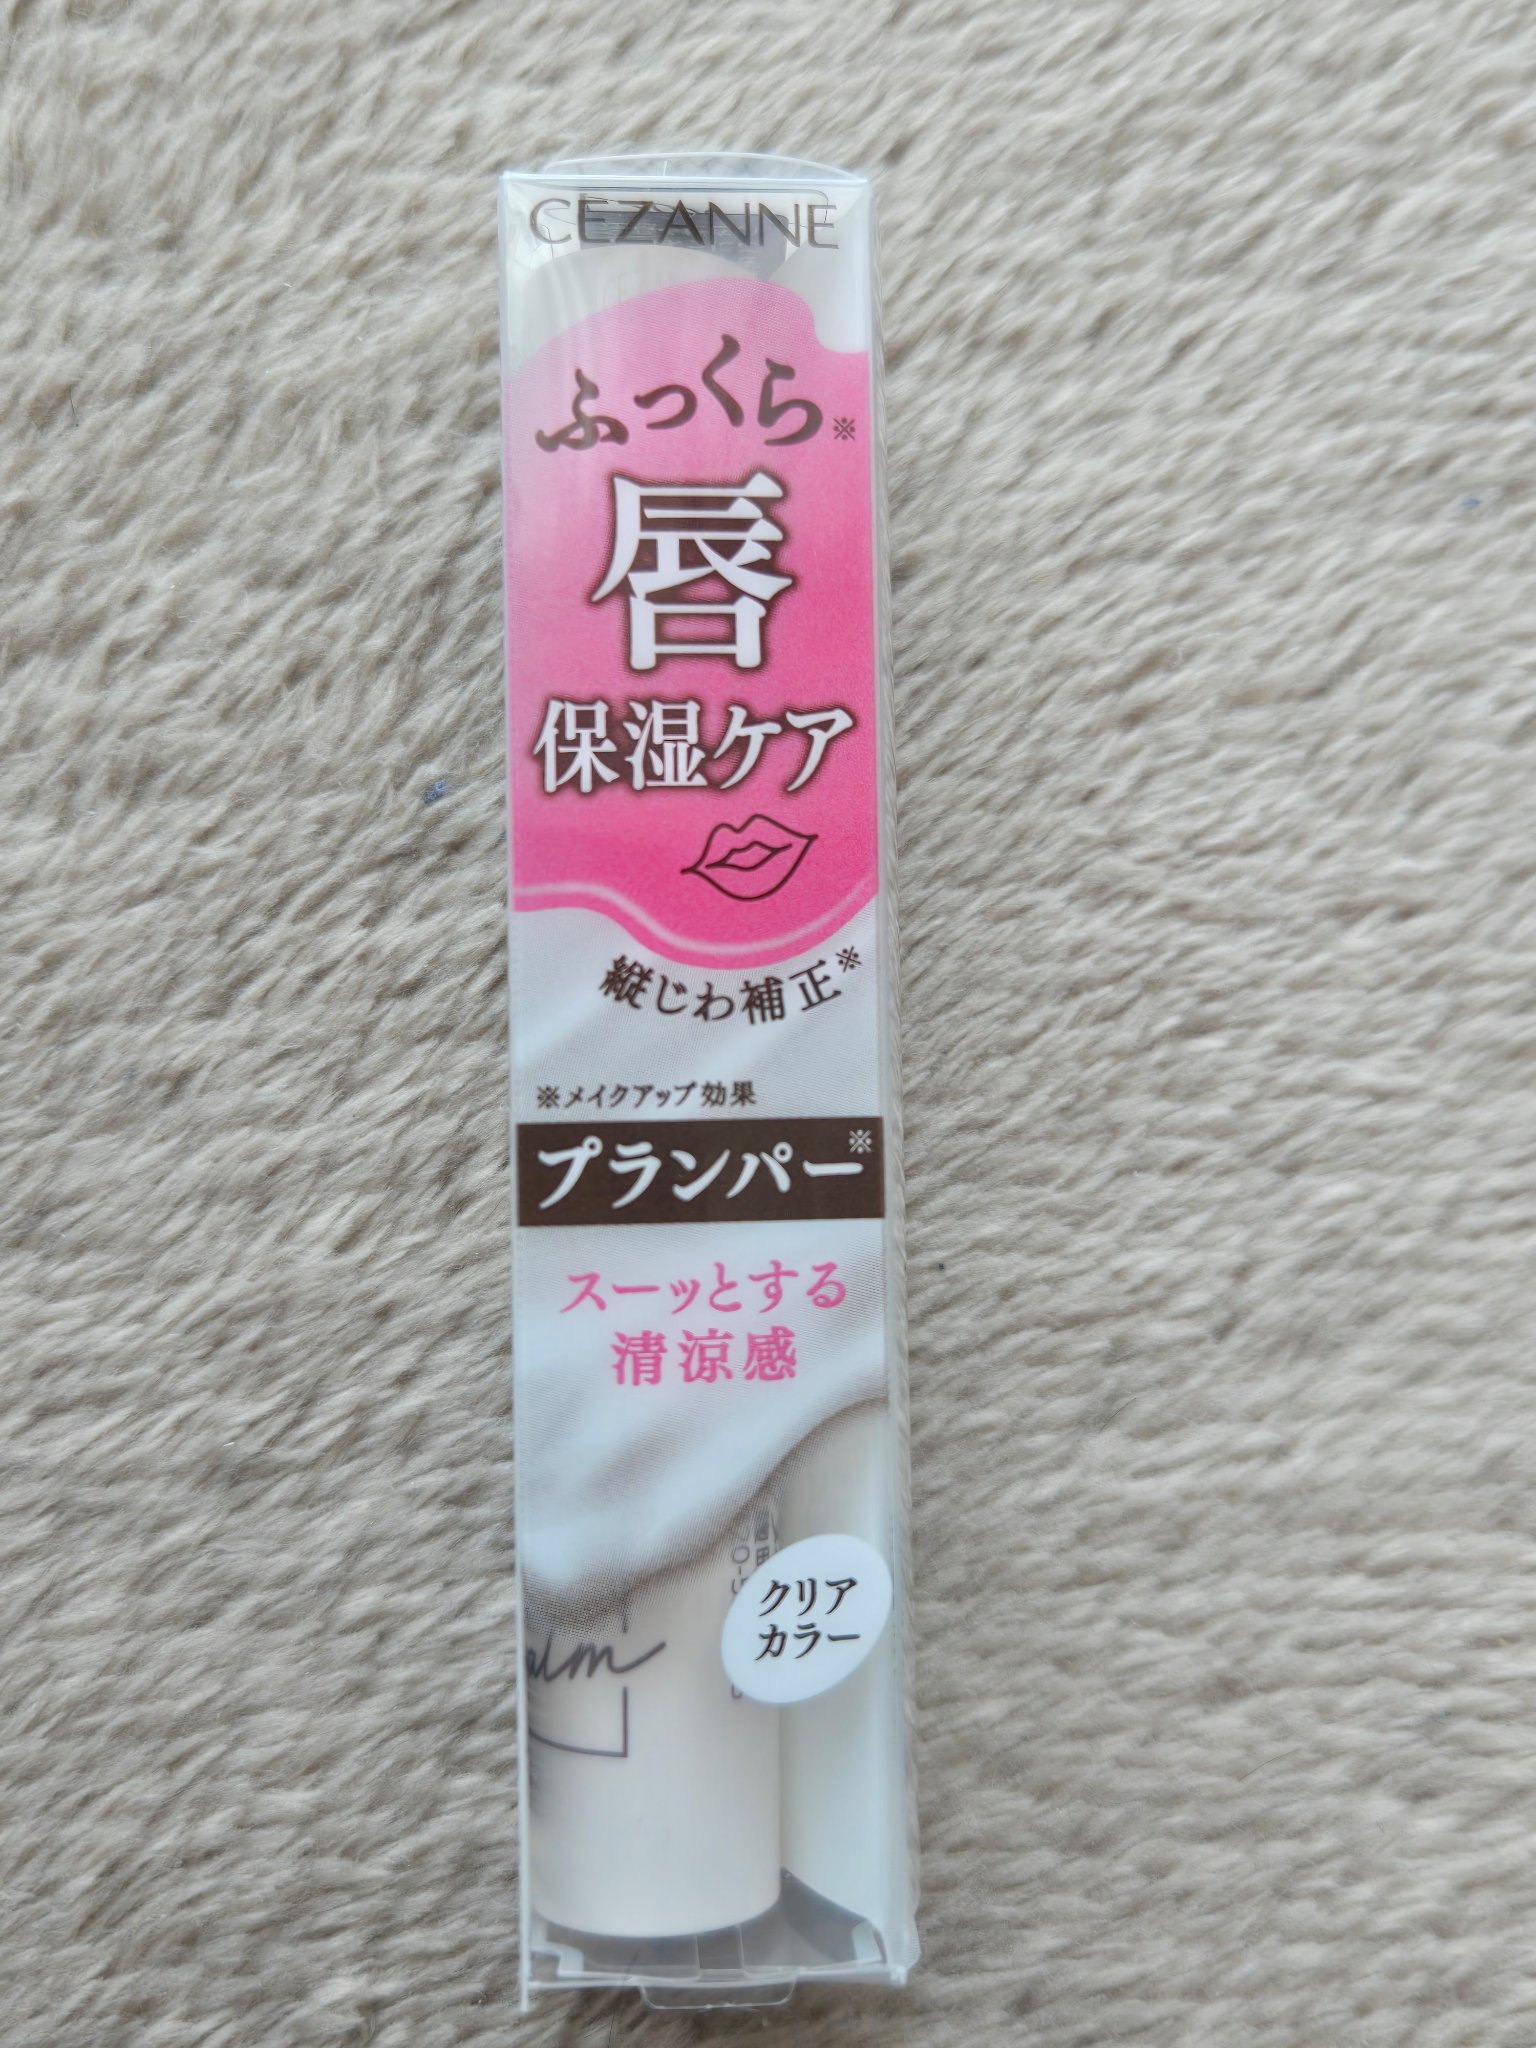 CEZANNE
ふっくら※
唇
保湿ケア
縦じわ補正※
※メイクアップ効果
プランパー※
スーッとする
清涼感
クリア
カラー
alm